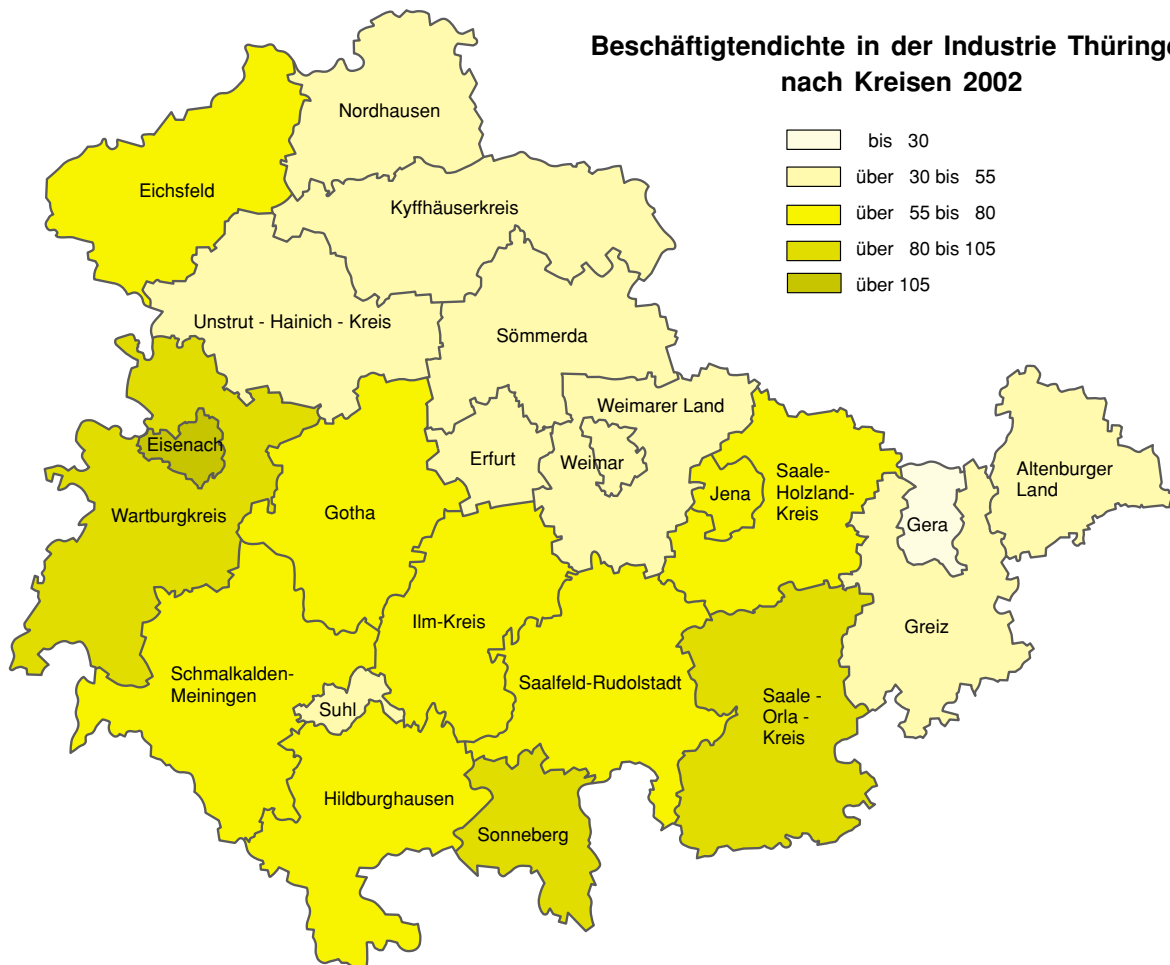 Beschäftigtendichte in der Industrie Thüringe
nach Kreisen 2002
bis 30
über 30 bis 55
über 55 bis 80
über 80 bis 105
über 105
Nordhausen
Eichsfeld
Kyffhäuserkreis
Unstrut - Hainich - Kreis
Sömmerda
Weimarer Land
Eisenach
Erfurt
Weimar
Saale-
Holzland-
Kreis
Jena
Altenburger
Land
Wartburgkreis
Gotha
Gera
Ilm-Kreis
Greiz
Schmalkalden-
Meiningen
Saalfeld-Rudolstadt
Suhl
Saale -
Orla -
Kreis
Hildburghausen
Sonneberg